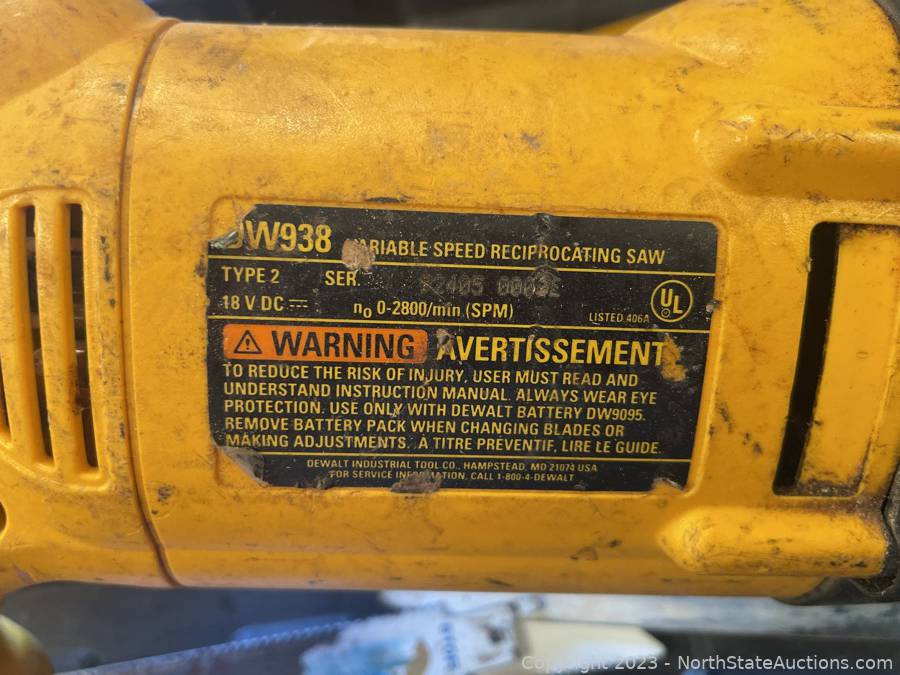 DW938 VARIABLE SPEED RECIPROCATING SAW
TYPE 2 SER.
18 V DC n₀ 0-2800/min (SPM)
UL
LISTED 406A
WARNING AVERTISSEMENT
TO REDUCE THE RISK OF INJURY, USER MUST READ AND
UNDERSTAND INSTRUCTION MANUAL. ALWAYS WEAR EYE
PROTECTION. USE ONLY WITH DEWALT BATTERY DW9095.
REMOVE BATTERY PACK WHEN CHANGING BLADES OR
MAKING ADJUSTMENTS. À TITRE PRÉVENTIF, LIRE LE GUIDE.
DEWALT INDUSTRIAL TOOL CO., HAMPSTEAD, MD 21074 USA
FOR SERVICE INFORMATION, CALL 1-800-4-DEWALT
Copyright 2023 - NorthStateAuctions.com